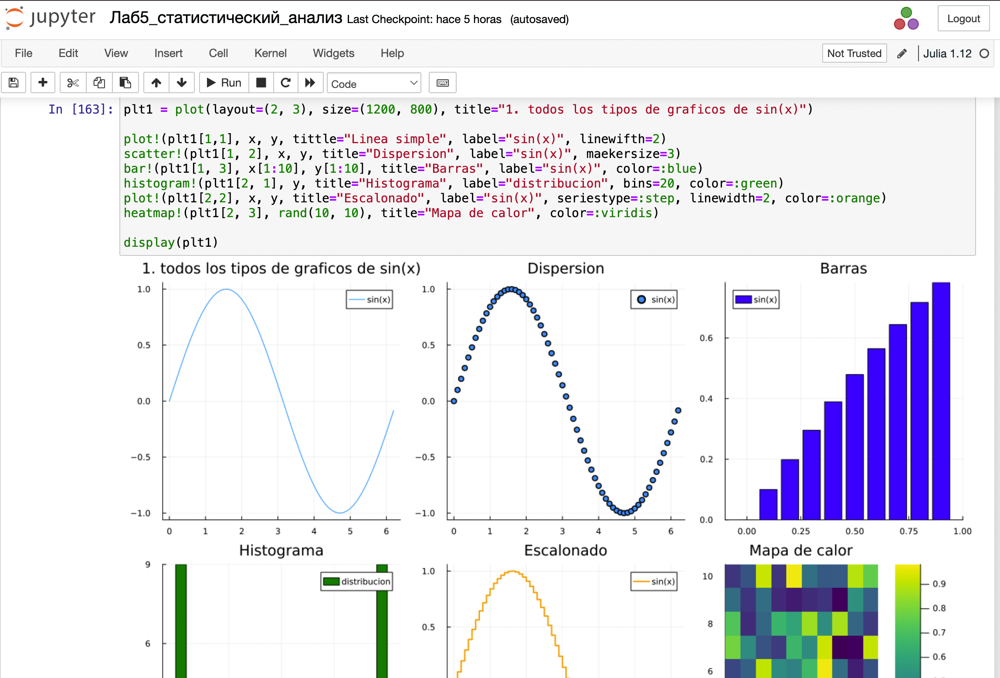 jupyter Лаб5_статистический_анализ Last Checkpoint: hace 5 horas (autosaved) Logout
File Edit View Insert Cell Kernel Widgets Help Not Trusted Julia 1.12
Run Code
In [163]: plt1 = plot(layout=(2, 3), size=(1200, 800), title="1. todos los tipos de graficos de sin(x)")
plot!(plt1[1,1], x, y, tittle="Linea simple", label="sin(x)", linewifth=2)
scatter!(plt1[1, 2], x, y, title="Dispersion", label="sin(x)", maekersize=3)
bar!(plt1[1, 3], x[1:10], y[1:10], title="Barras", label="sin(x)", color=:blue)
histogram!(plt1[2, 1], y, title="Histograma", label="distribucion", bins=20, color=:green)
plot!(plt1[2,2], x, y, title="Escalonado", label="sin(x)", seriestype=:step, linewidth=2, color=:orange)
heatmap!(plt1[2, 3], rand(10, 10), title="Mapa de calor", color=:viridis)
display(plt1)
1. todos los tipos de graficos de sin(x)
1.0
0.5
0.0
−0.5
−1.0
0 1 2 3 4 5 6
sin(x)
Dispersion
1.0
0.5
0.0
−0.5
−1.0
0 1 2 3 4 5 6
sin(x)
Barras
sin(x)
0.6
0.4
0.2
0.0
0.00 0.25 0.50 0.75 1.00
Histograma
9
6
distribucion
Escalonado
1.0
0.5
sin(x)
Mapa de calor
10
8
6
0.9
0.8
0.7
0.6